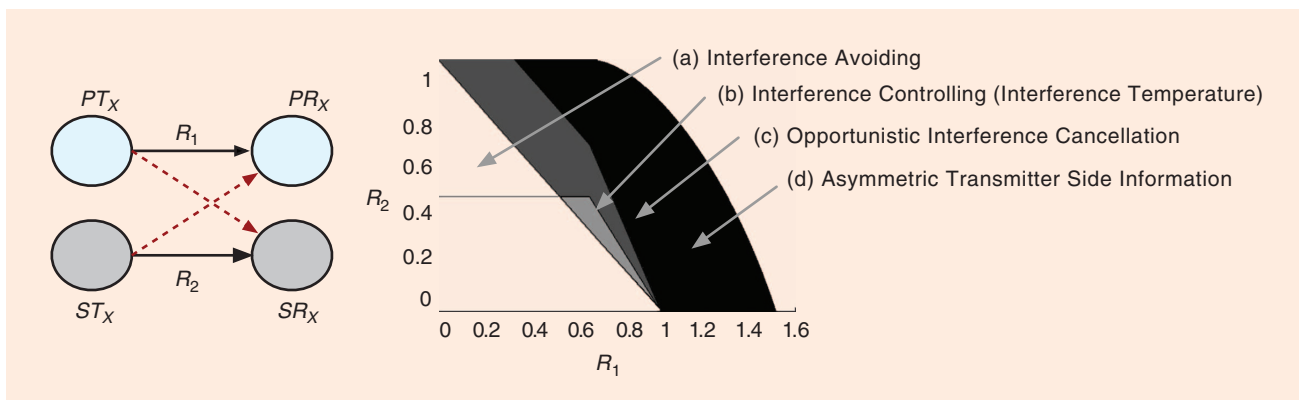 PTX
PRX
R1
R2
STX
SRX
(a) Interference Avoiding
(b) Interference Controlling (Interference Temperature)
(c) Opportunistic Interference Cancellation
(d) Asymmetric Transmitter Side Information
1
0.8
0.6
R2
0.4
0.2
0
0 0.2 0.4 0.6 0.8 1 1.2 1.4 1.6
R1